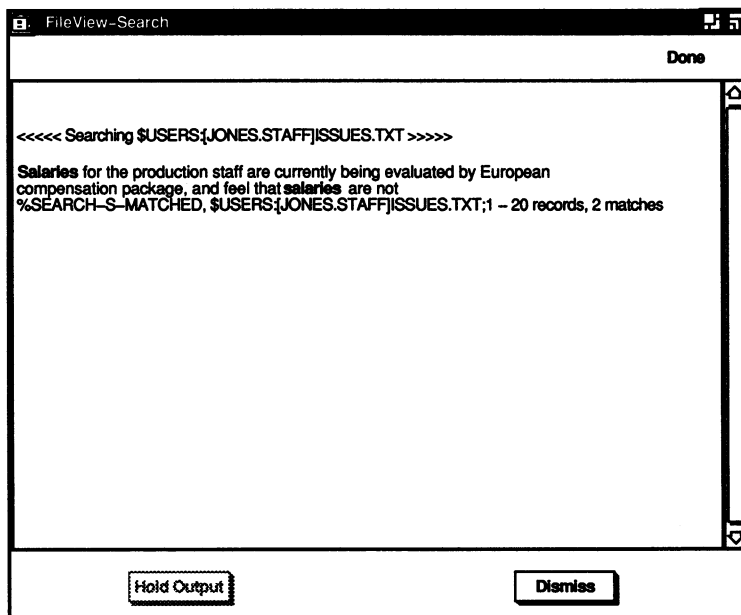 FileView-Search
Done
<<<<< Searching $USERS:[JONES.STAFF]ISSUES.TXT >>>>>
Salaries for the production staff are currently being evaluated by European
compensation package, and feel that salaries are not
%SEARCH-S-MATCHED, $USERS:[JONES.STAFF]ISSUES.TXT;1 – 20 records, 2 matches
Hold Output
Dismiss